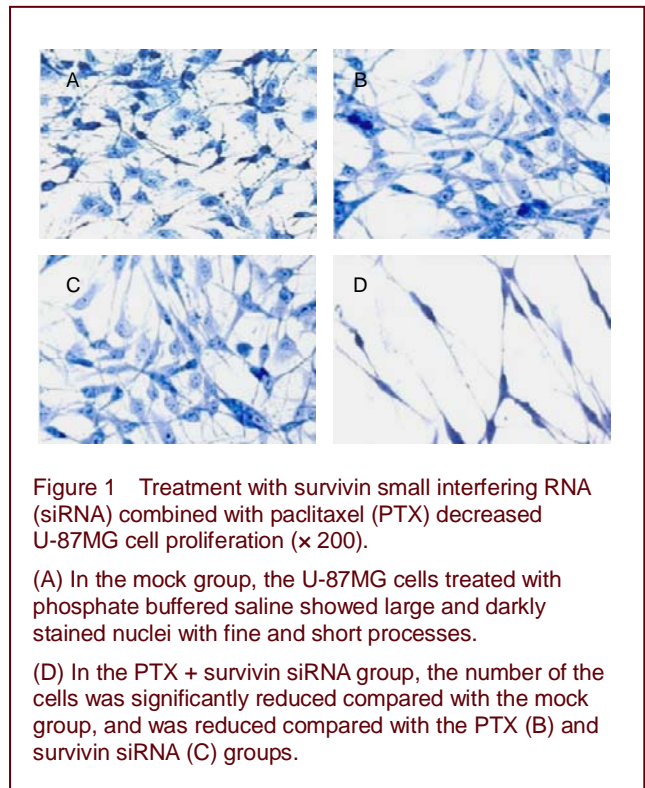 A
B
C
D
Figure 1 Treatment with survivin small interfering RNA
(siRNA) combined with paclitaxel (PTX) decreased
U-87MG cell proliferation (× 200).
(A) In the mock group, the U-87MG cells treated with
phosphate buffered saline showed large and darkly
stained nuclei with fine and short processes.
(D) In the PTX + survivin siRNA group, the number of the
cells was significantly reduced compared with the mock
group, and was reduced compared with the PTX (B) and
survivin siRNA (C) groups.